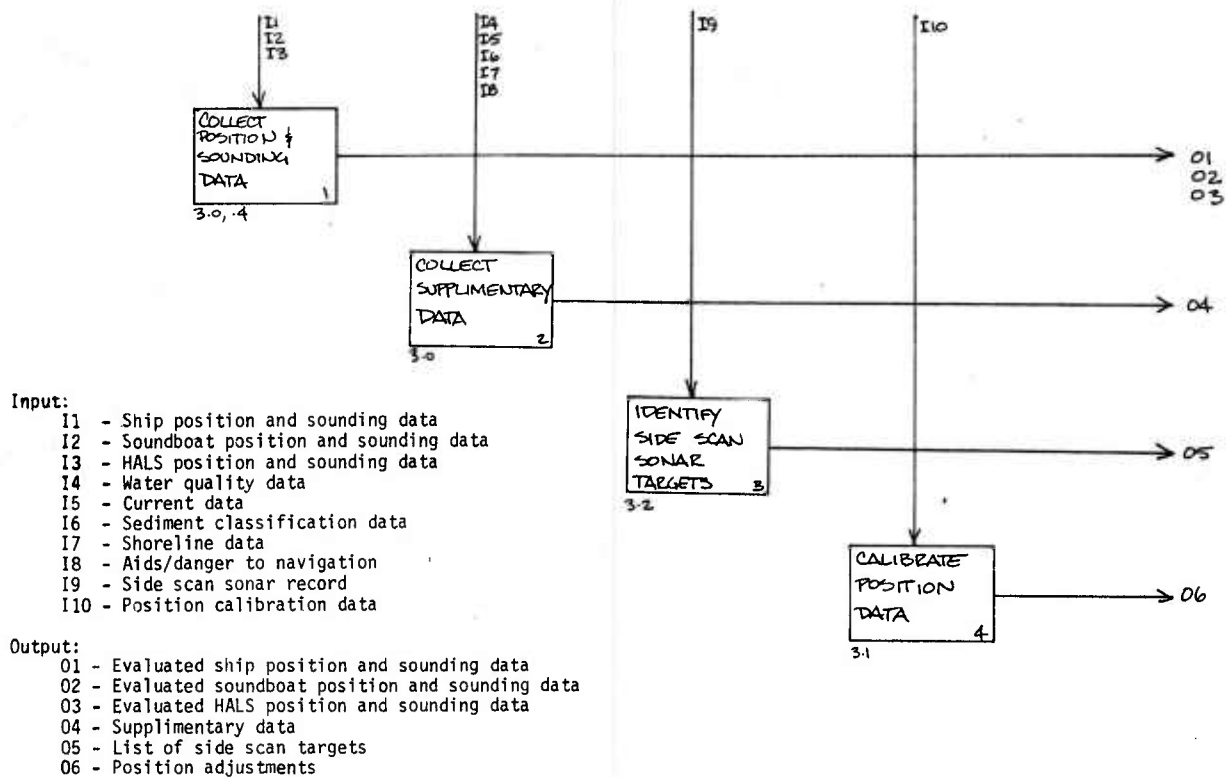 I1
I2
I3
I4
I5
I6
I7
I8
I9
I10
COLLECT
POSITION &
SOUNDING
DATA
1
3.0, .4
O1
O2
O3
COLLECT
SUPPLIMENTARY
DATA
2
3.0
O4
IDENTIFY
SIDE SCAN
SONAR
TARGETS
3
3.2
O5
CALIBRATE
POSITION
DATA
4
3.1
O6
Input:
I1 - Ship position and sounding data
I2 - Soundboat position and sounding data
I3 - HALS position and sounding data
I4 - Water quality data
I5 - Current data
I6 - Sediment classification data
I7 - Shoreline data
I8 - Aids/danger to navigation
I9 - Side scan sonar record
I10 - Position calibration data
Output:
O1 - Evaluated ship position and sounding data
O2 - Evaluated soundboat position and sounding data
O3 - Evaluated HALS position and sounding data
O4 - Supplimentary data
O5 - List of side scan targets
O6 - Position adjustments